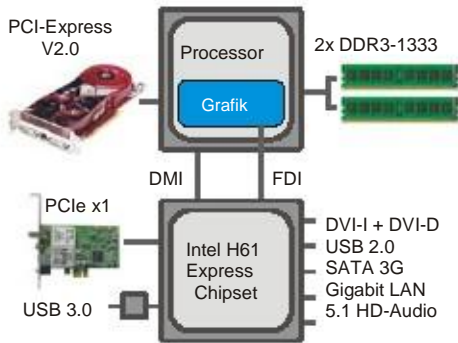 PCI-Express
V2.0
Processor
Grafik
2x DDR3-1333
DMI
FDI
PCIe x1
USB 3.0
Intel H61
Express
Chipset
DVI-I + DVI-D
USB 2.0
SATA 3G
Gigabit LAN
5.1 HD-Audio